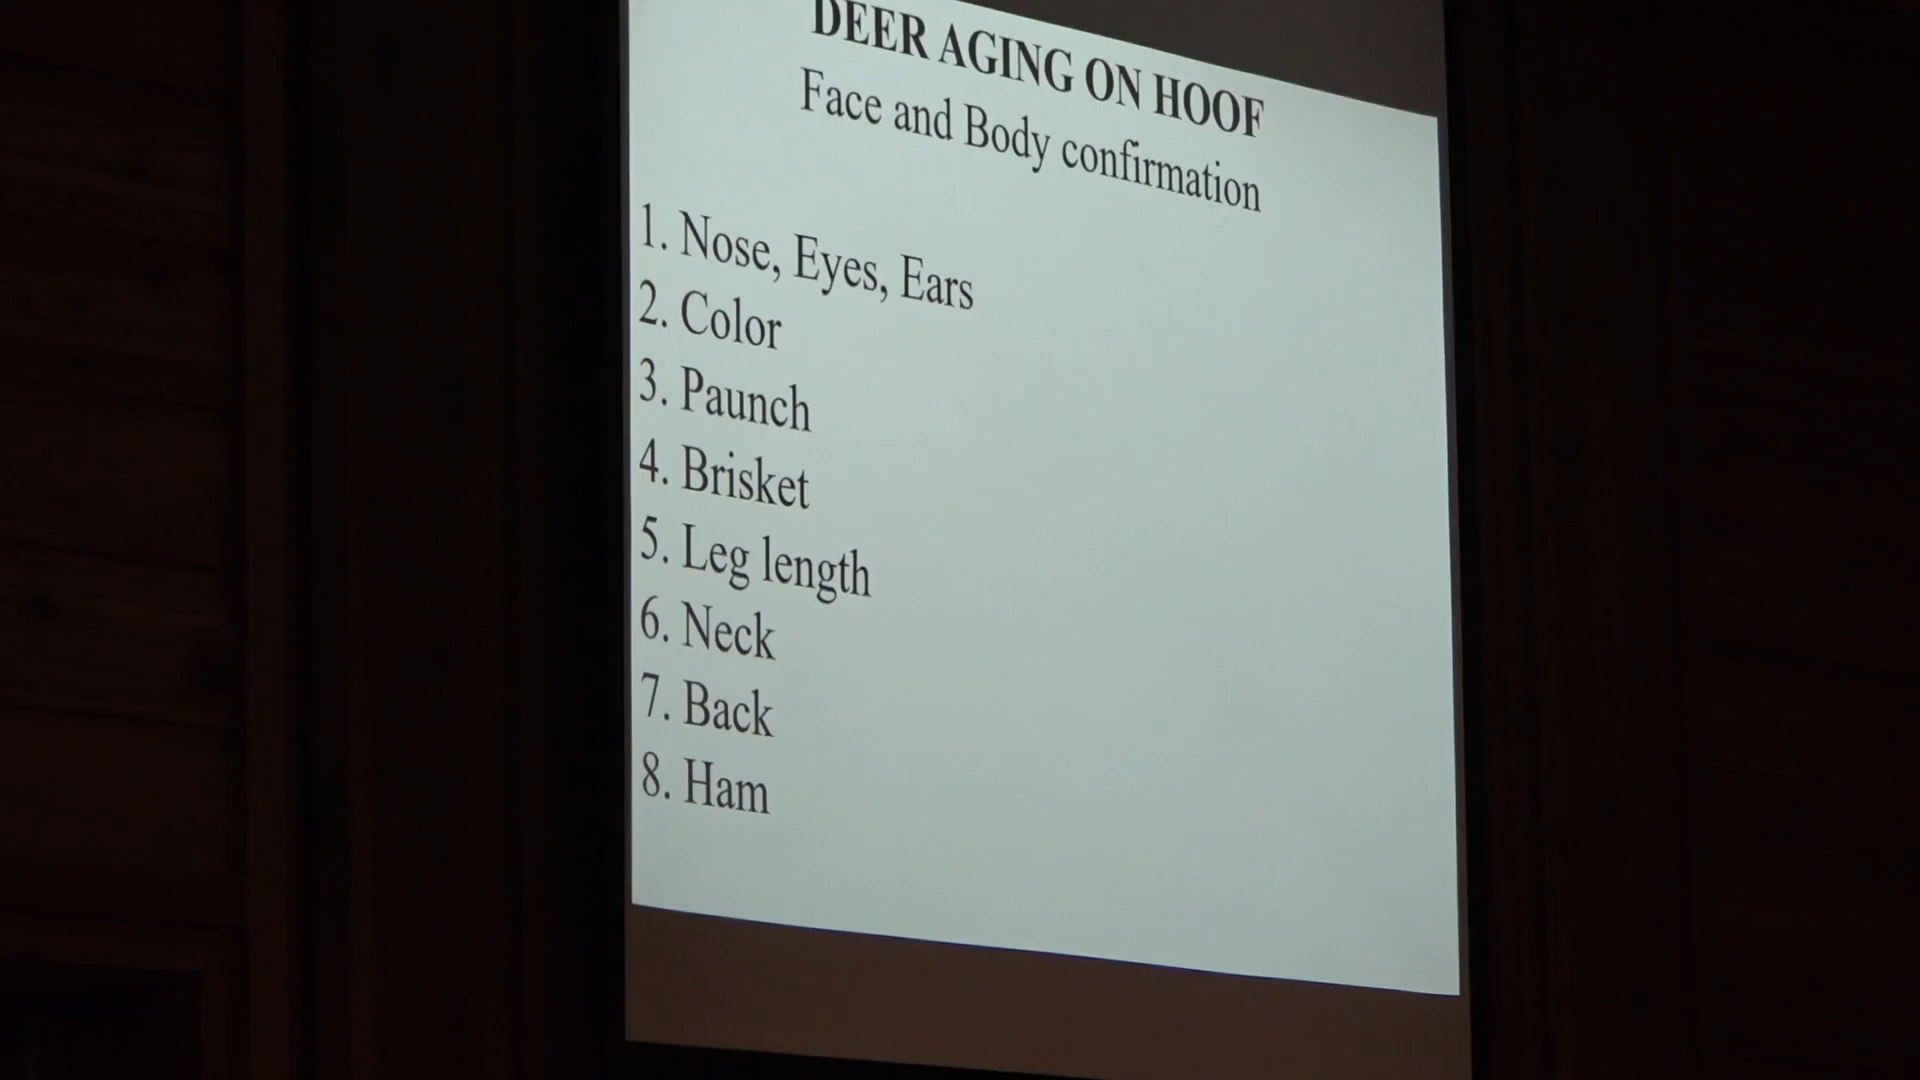 DEER AGING ON HOOF
Face and Body confirmation
1. Nose, Eyes, Ears
2. Color
3. Paunch
4. Brisket
5. Leg length
6. Neck
7. Back
8. Ham